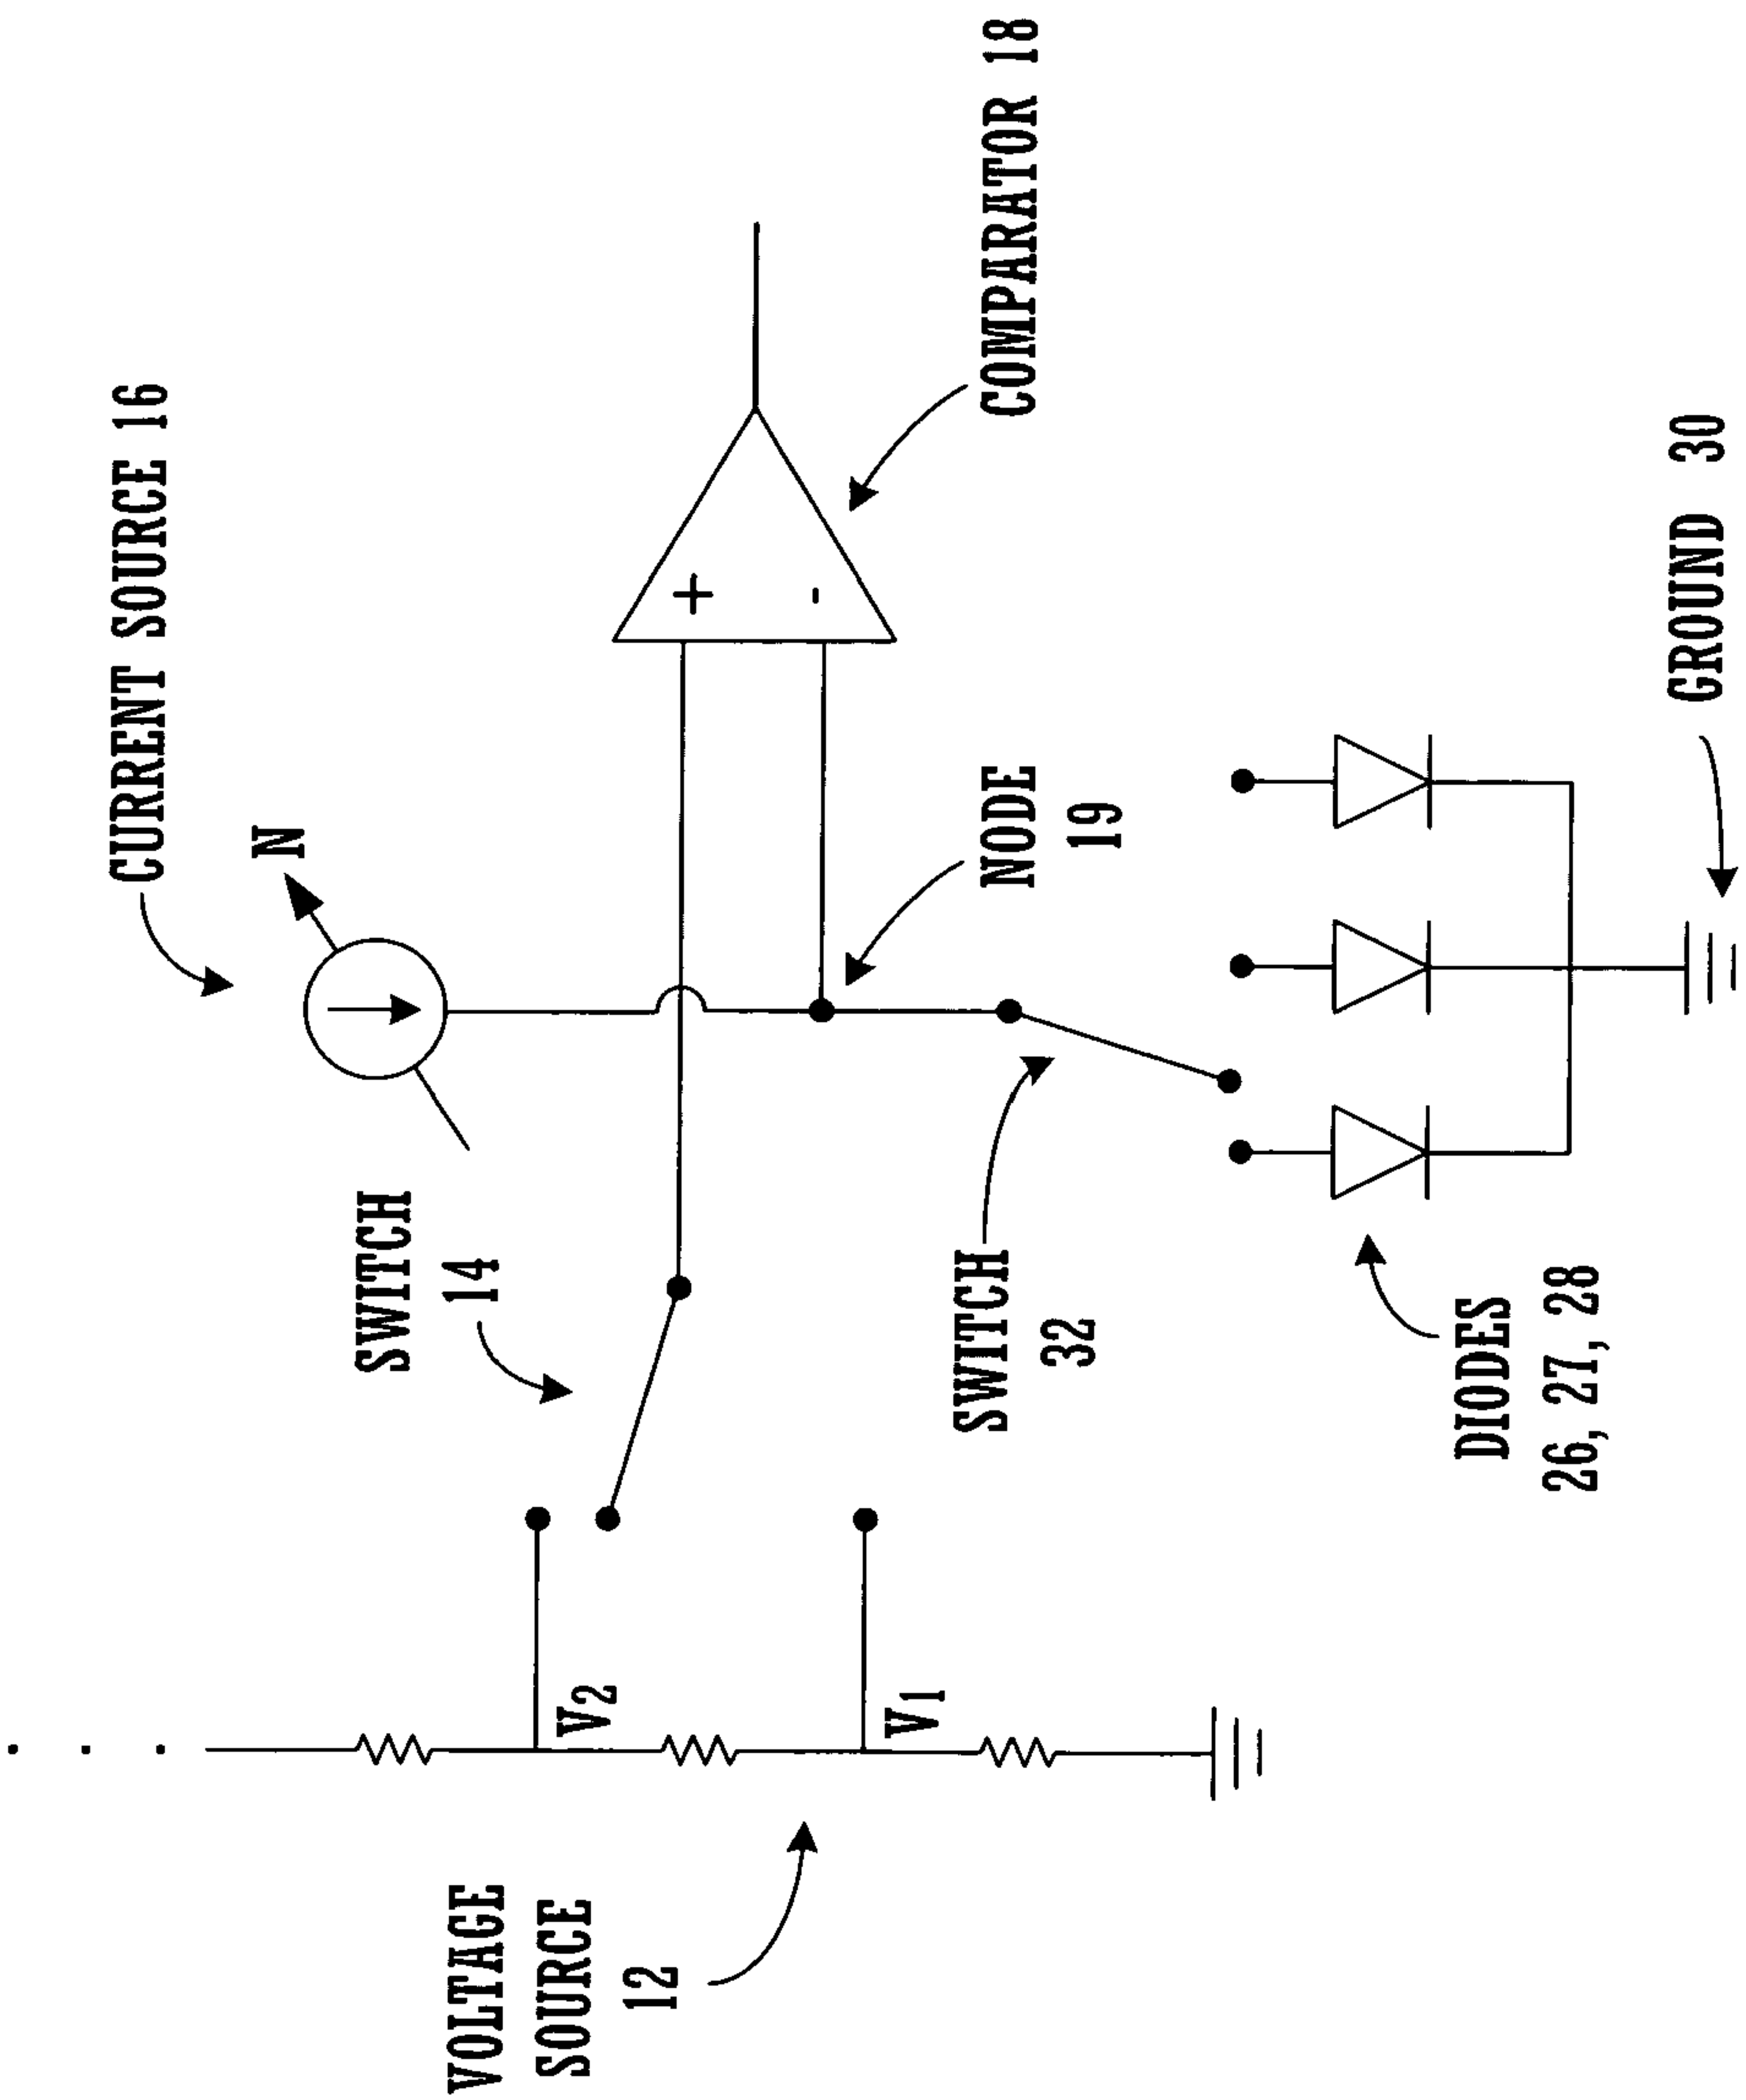 CURRENT SOURCE 16
N
SWITCH
14
VOLTAGE
SOURCE
12
V2
V1
+
-
COMPARATOR 18
NODE
19
SWITCH
32
DIODES
26, 27, 28
GROUND 30